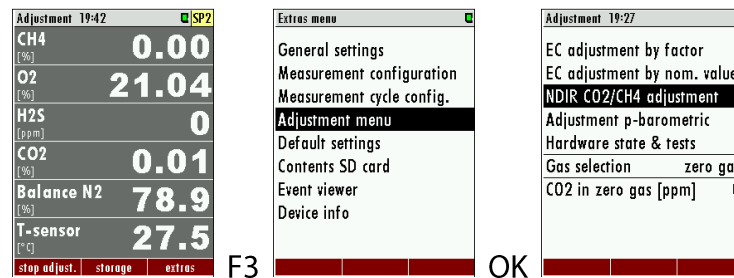 Adjustment 19:42 SP2
CH4 0.00
[%]
O2 21.04
[%]
H2S 0
[ppm]
CO2 0.01
[%]
Balance N2 78.9
[%]
T-sensor 27.5
[°C]
stop adjust. storage extras
F3
Extras menu
General settings
Measurement configuration
Measurement cycle config.
Adjustment menu
Default settings
Contents SD card
Event viewer
Device info
OK
Adjustment 19:27
EC adjustment by factor
EC adjustment by nom. value
NDIR CO2/CH4 adjustment
Adjustment p-barometric
Hardware state & tests
Gas selection zero ga
CO2 in zero gas [ppm]